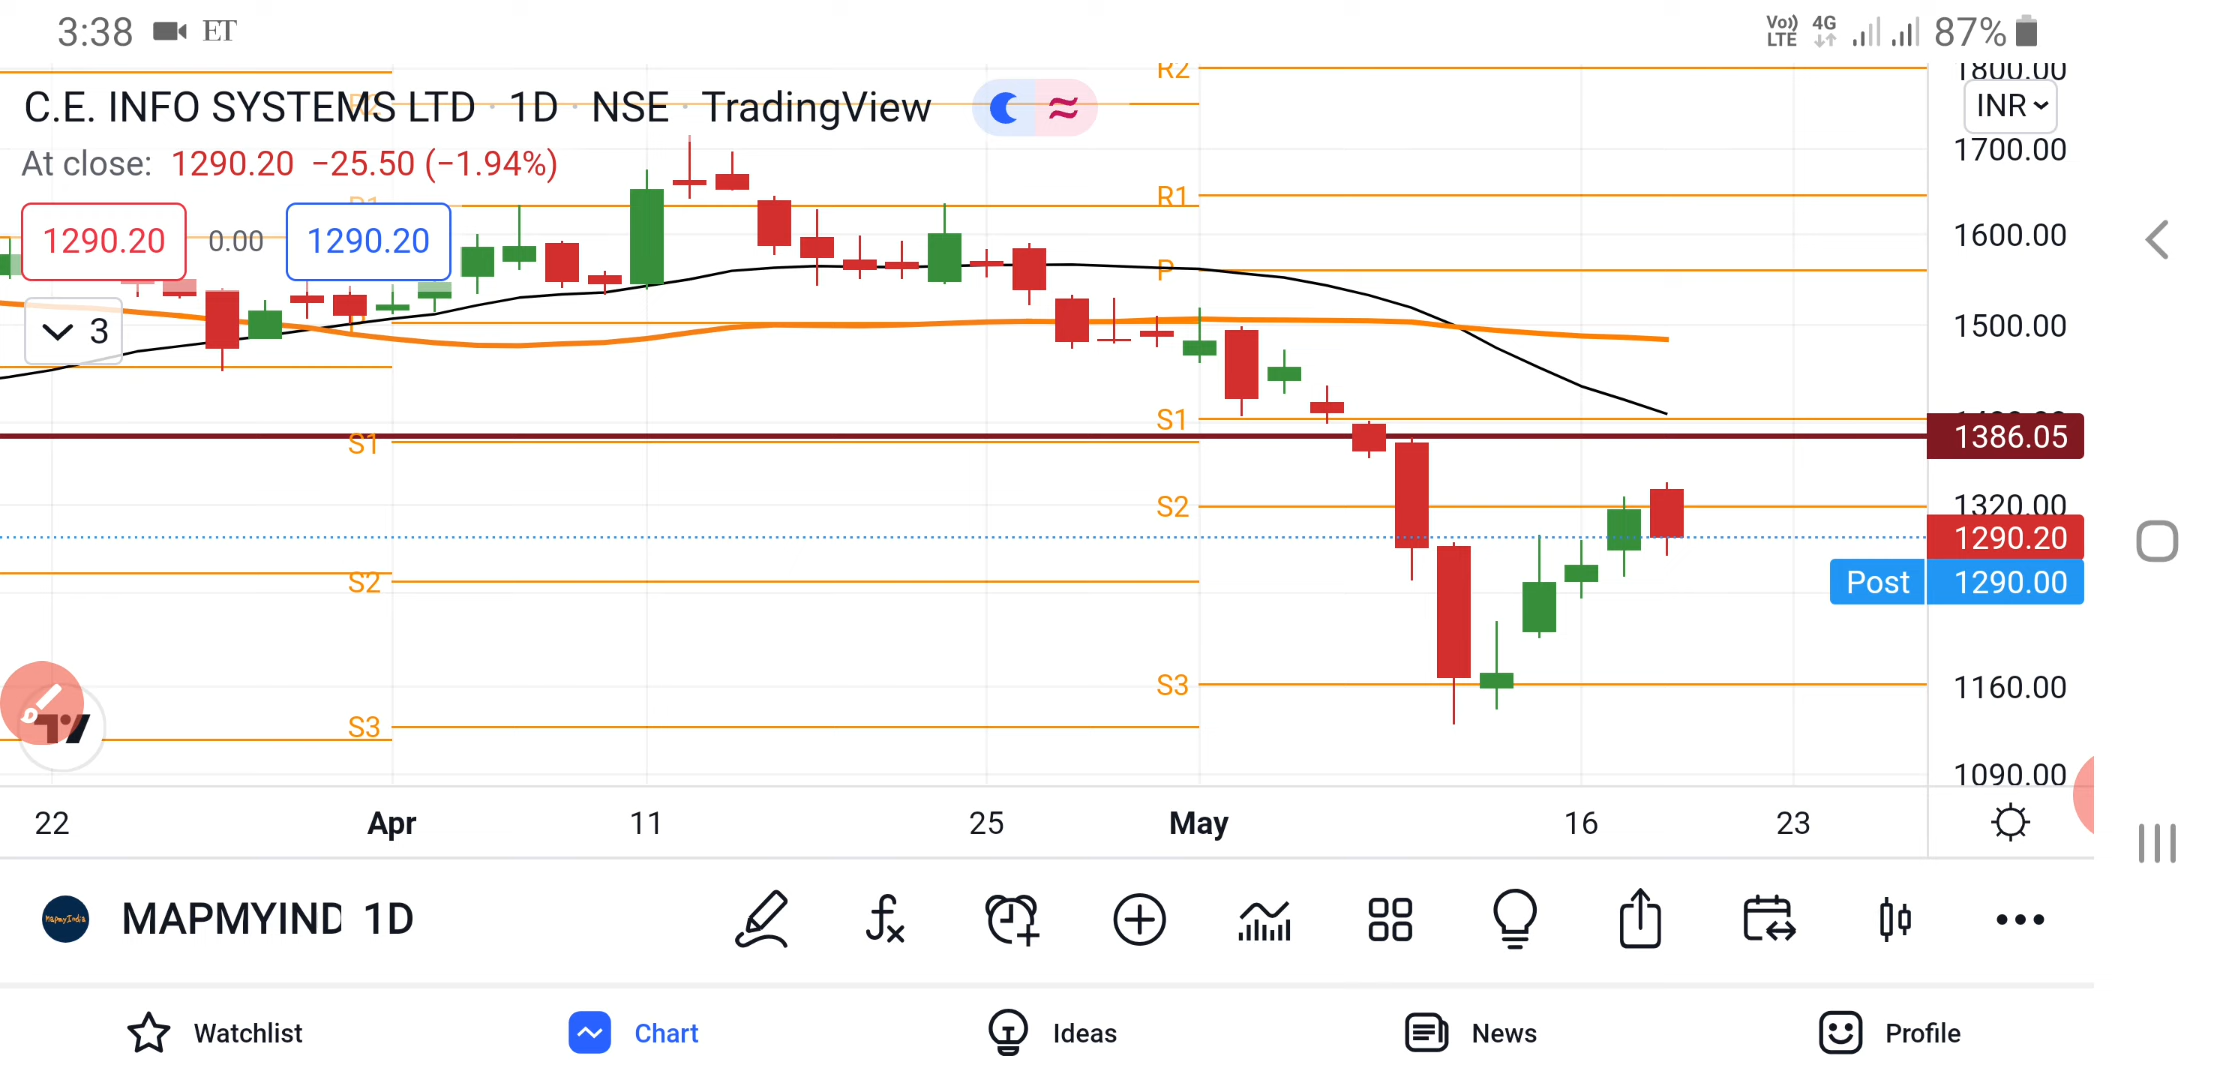 3:38 ET Vo)) LTE 4G 87%
C.E. INFO SYSTEMS LTD · 1D · NSE · TradingView
At close: 1290.20 −25.50 (−1.94%)
1290.20 0.00 1290.20
3
R2
R1
P
S1
S2
S3
S1
S2
S3
1800.00
INR
1700.00
1600.00
1500.00
1386.05
1320.00
1290.20
Post 1290.00
1160.00
1090.00
22 Apr 11 25 May 16 23
MAPMYIND 1D
Watchlist Chart Ideas News Profile